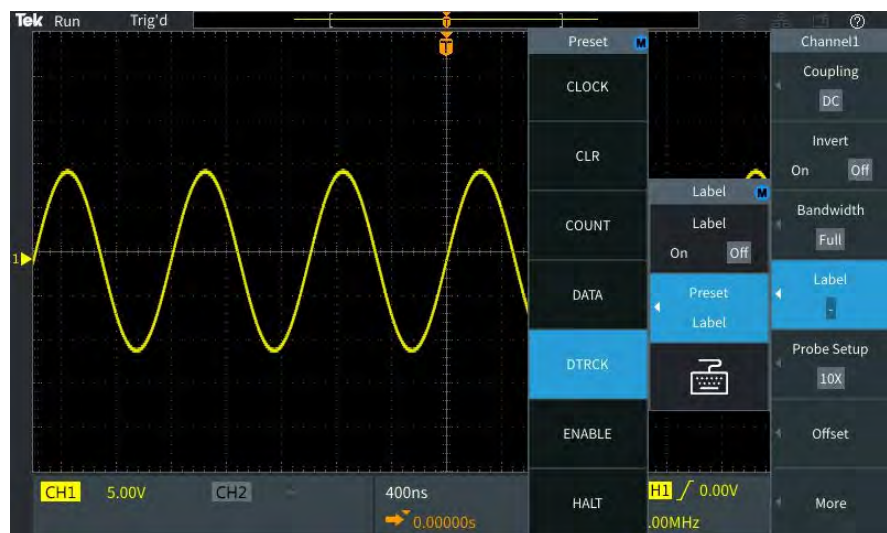 Tek Run Trig'd
?
T
T
1
Preset M
CLOCK
CLR
COUNT
DATA
DTRCK
ENABLE
HALT
Label M
Label
On Off
Preset
Label
Channel1
Coupling
DC
Invert
On Off
Bandwidth
Full
Label
-
Probe Setup
10X
Offset
More
CH1 5.00V
CH2
400ns
0.00000s
H1 0.00V
.00MHz